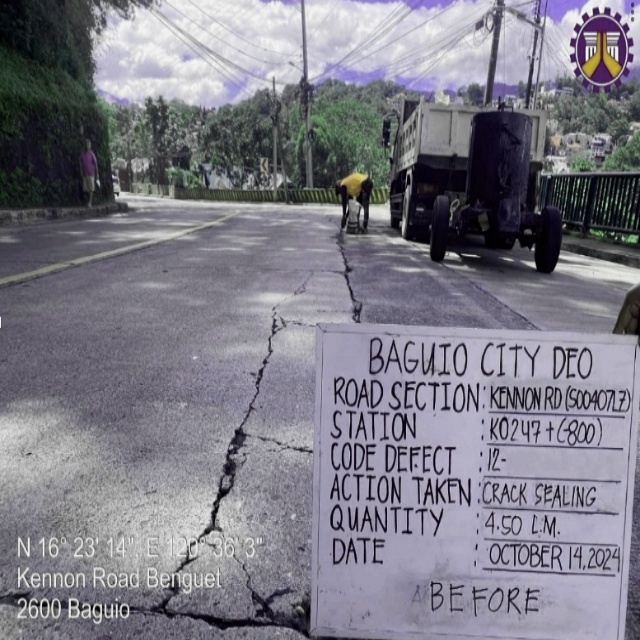 BAGUIO CITY DEO
ROAD SECTION : KENNON RD (S00407LZ)
STATION : K0247 + (-800)
CODE DEFECT : 12-
ACTION TAKEN : CRACK SEALING
QUANTITY : 4.50 L.M.
DATE : OCTOBER 14, 2024
BEFORE
N 16° 23' 14", E 120° 36' 3"
Kennon Road Benguet
2600 Baguio